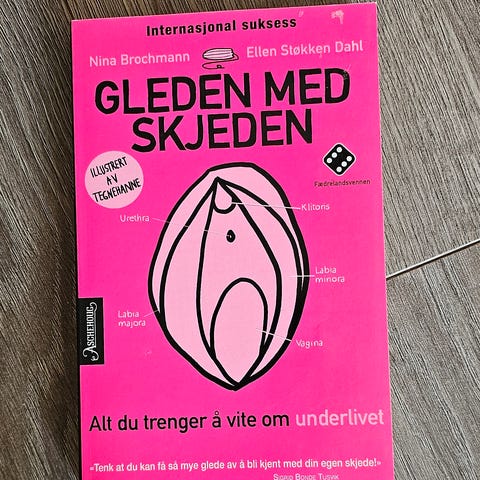 Internasjonal suksess
Nina Brochmann
Ellen Støkken Dahl
GLEDEN MED
SKJEDEN
ILLUSTRERT
AV
TEGNEHANNE
Fædrelandsvennen
Klitoris
Urethra
Labia
minora
Labia
majora
Vagina
ASCHEHOUG
Alt du trenger å vite om underlivet
«Tenk at du kan få så mye glede av å bli kjent med din egen skjede!»
SIGRID BONDE TUSVIK